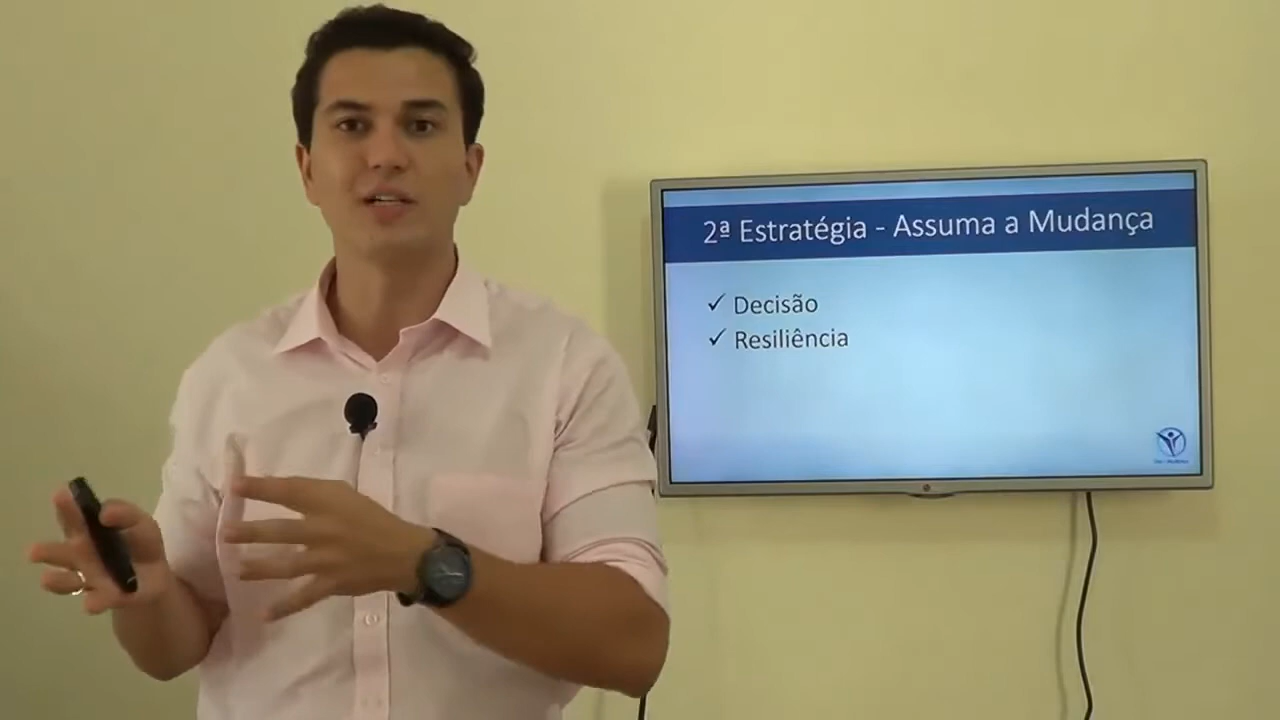 2ª Estratégia - Assuma a Mudança
✓ Decisão
✓ Resiliência